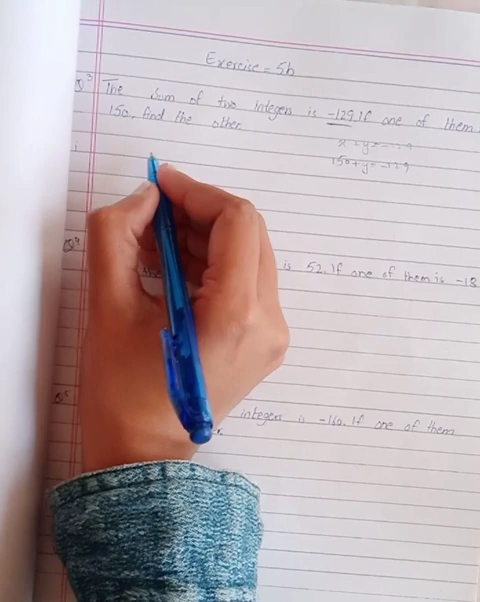 Exercise = 5h
Q3 The sum of two integers is -129. If one of them is
150, find the other.
x + y = -129
150 + y = -129
Q4
is 52. If one of them is -18
Q5
integers is -160. If one of them